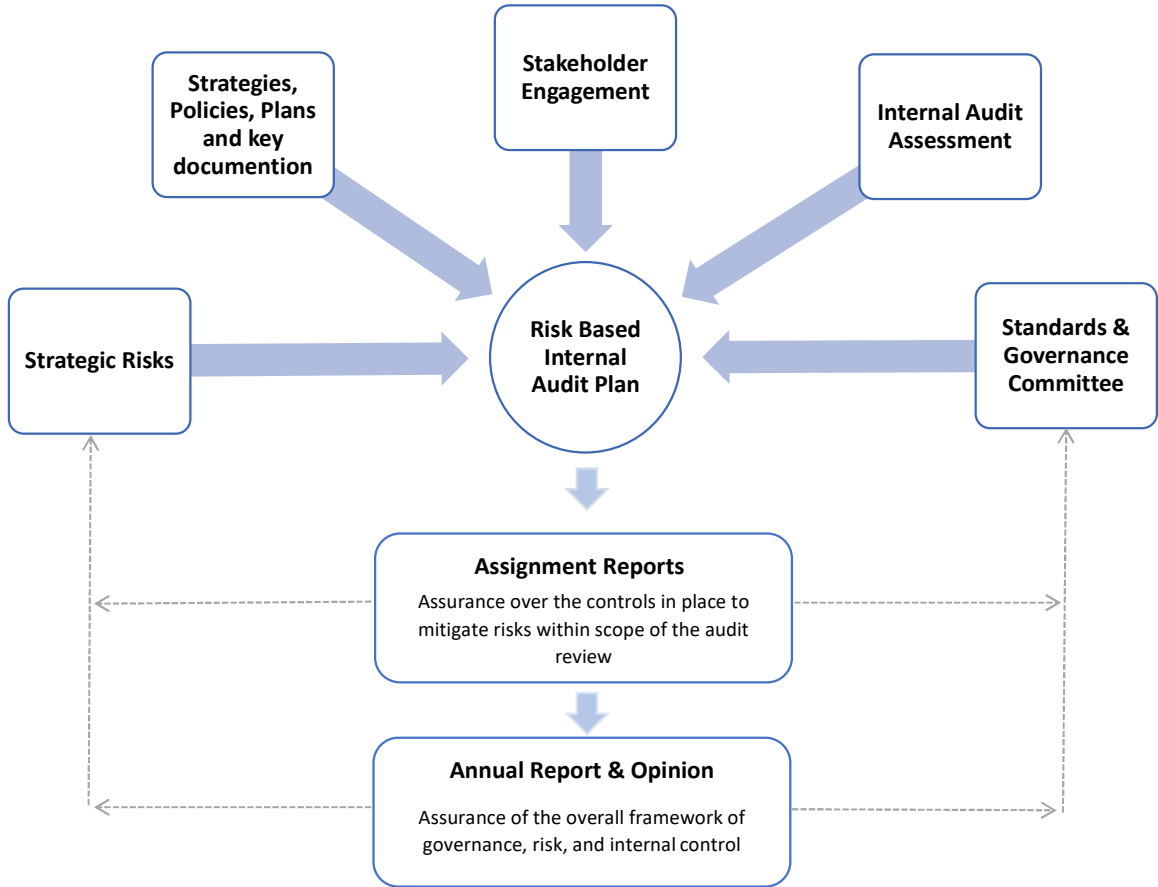 Stakeholder
Engagement
Strategies,
Policies, Plans
and key
documention
Internal Audit
Assessment
Strategic Risks
Risk Based
Internal
Audit Plan
Standards &
Governance
Committee
Assignment Reports
Assurance over the controls in place to
mitigate risks within scope of the audit
review
Annual Report & Opinion
Assurance of the overall framework of
governance, risk, and internal control